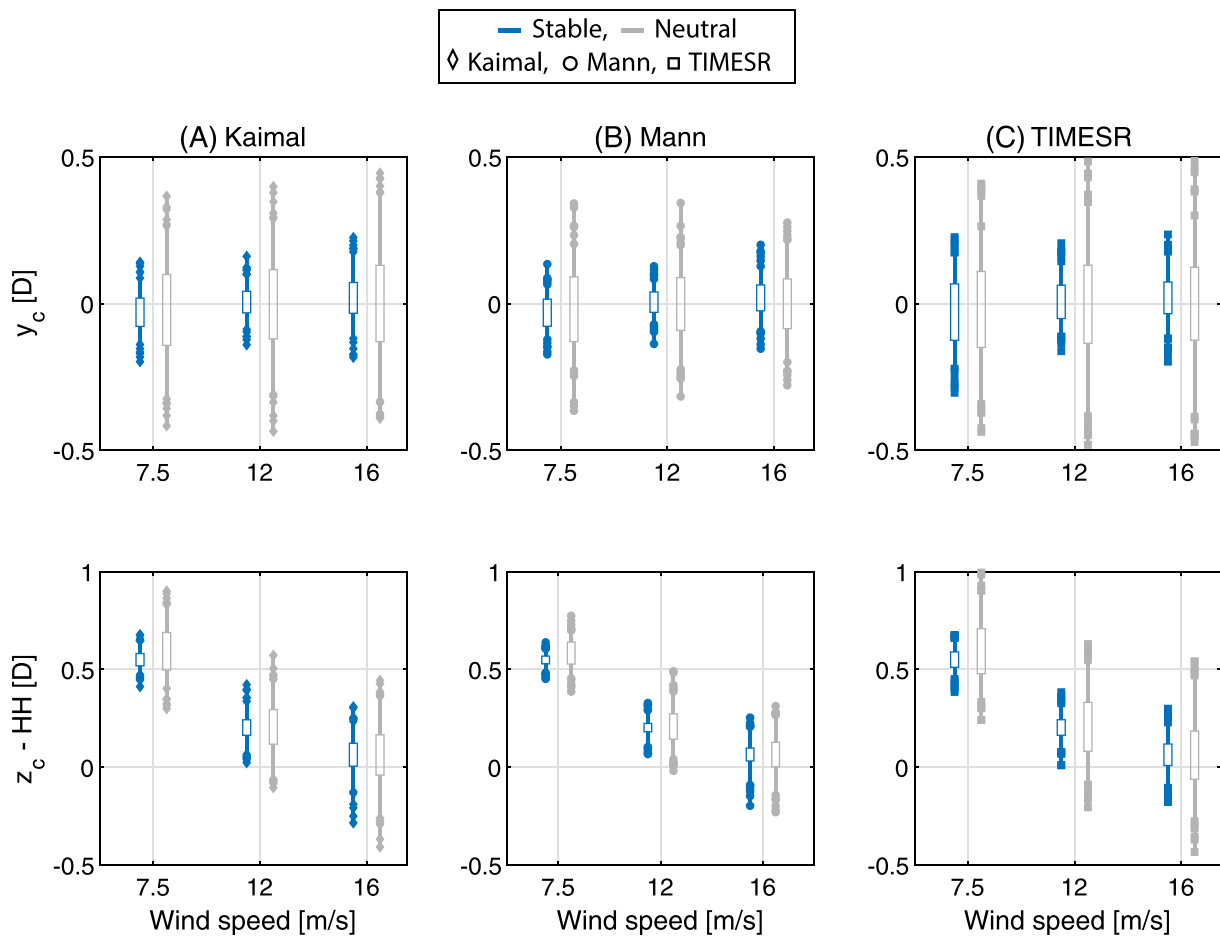 Stable, Neutral
Kaimal, Mann, TIMESR
(A) Kaimal (B) Mann (C) TIMESR
0.5 0.5 0.5
y_c [D] 0 0 0
-0.5 -0.5 -0.5
7.5 12 16 7.5 12 16 7.5 12 16
1 1 1
0.5 0.5 0.5
z_c - HH [D] 0 0 0
-0.5 -0.5 -0.5
7.5 12 16 7.5 12 16 7.5 12 16
Wind speed [m/s] Wind speed [m/s] Wind speed [m/s]